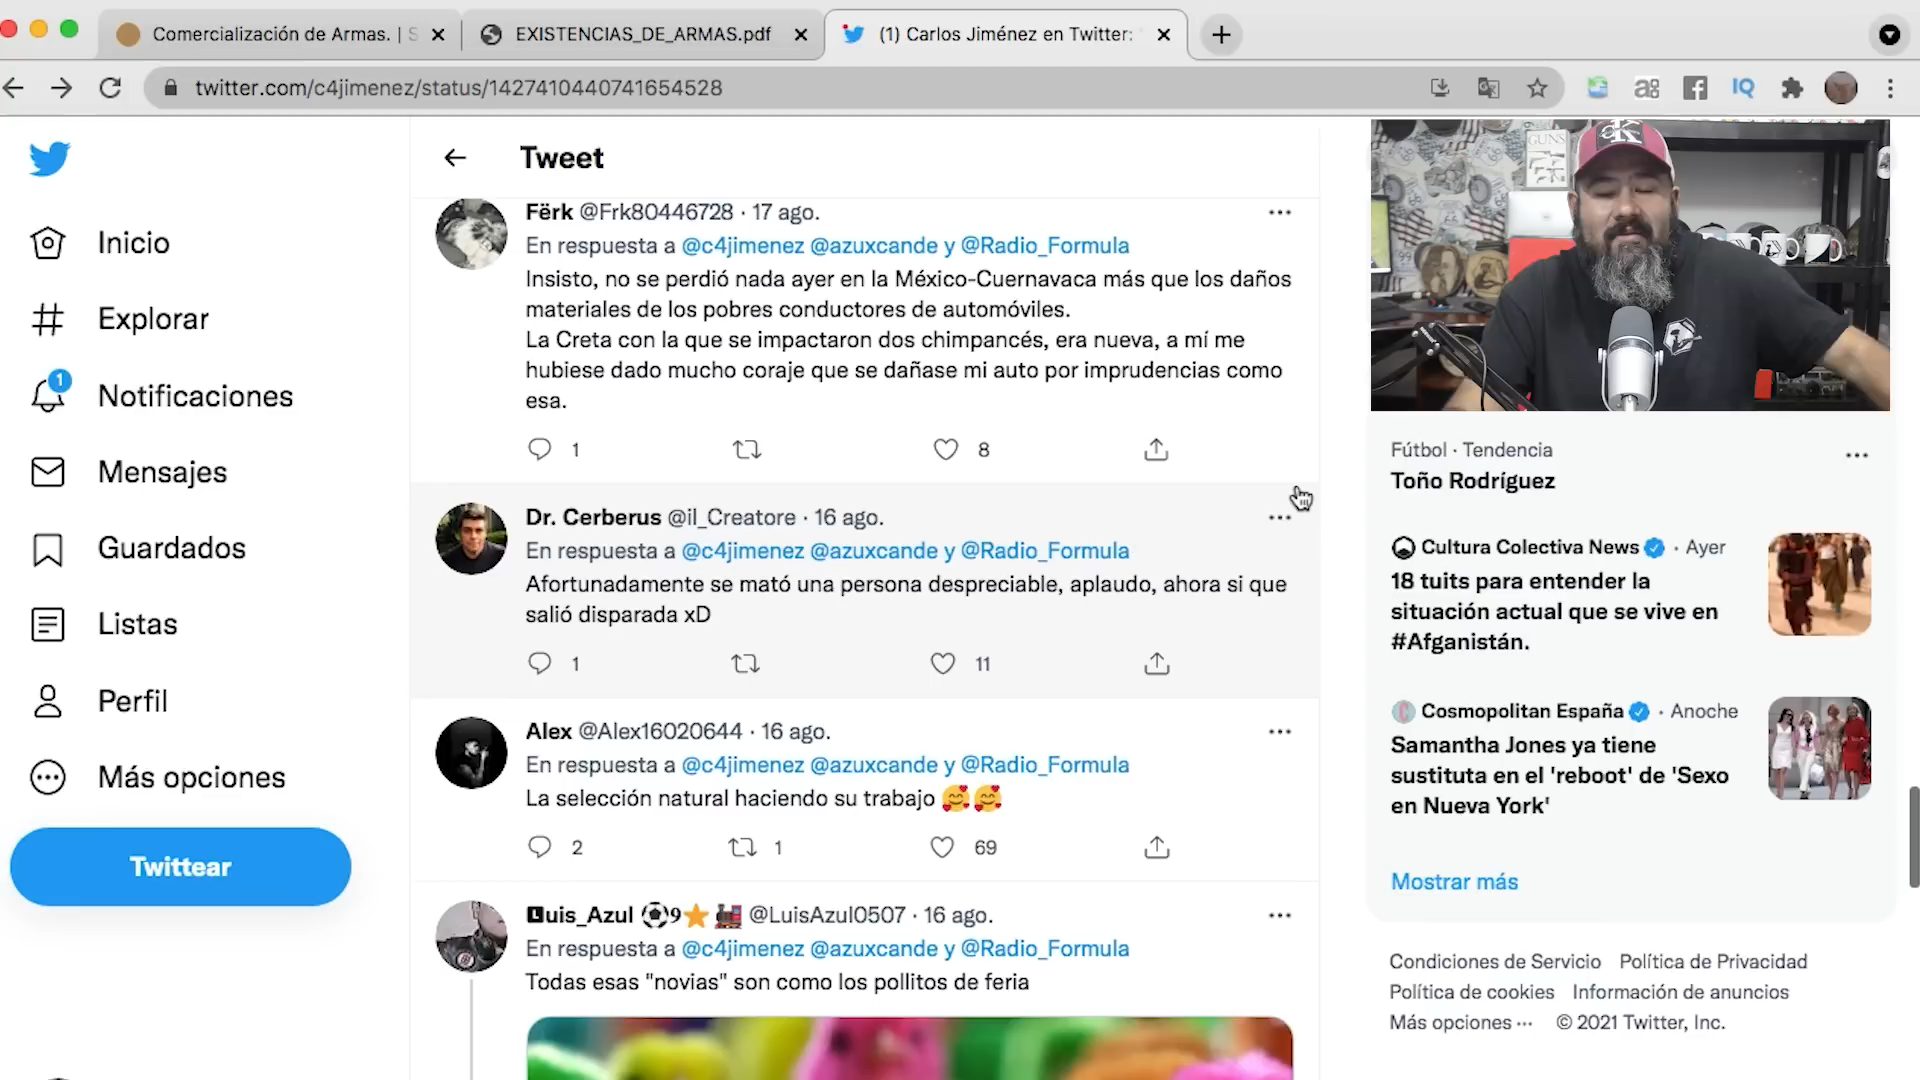 Comercialización de Armas. | S
EXISTENCIAS_DE_ARMAS.pdf
(1) Carlos Jiménez en Twitter:
twitter.com/c4jimenez/status/1427410440741654528
IQ
Inicio
Explorar
1
Notificaciones
Mensajes
Guardados
Listas
Perfil
Más opciones
Twittear
Tweet
Fërk @Frk80446728 · 17 ago.
En respuesta a @c4jimenez @azuxcande y @Radio_Formula
Insisto, no se perdió nada ayer en la México-Cuernavaca más que los daños
materiales de los pobres conductores de automóviles.
La Creta con la que se impactaron dos chimpancés, era nueva, a mí me
hubiese dado mucho coraje que se dañase mi auto por imprudencias como
esa.
1 8
Dr. Cerberus @il_Creatore · 16 ago.
En respuesta a @c4jimenez @azuxcande y @Radio_Formula
Afortunadamente se mató una persona despreciable, aplaudo, ahora si que
salió disparada xD
1 11
Alex @Alex16020644 · 16 ago.
En respuesta a @c4jimenez @azuxcande y @Radio_Formula
La selección natural haciendo su trabajo 🥰🥰
2 1 69
🅻uis_Azul ⚽9⭐🚂 @LuisAzul0507 · 16 ago.
En respuesta a @c4jimenez @azuxcande y @Radio_Formula
Todas esas "novias" son como los pollitos de feria
GUNS
Fútbol · Tendencia
Toño Rodríguez
Cultura Colectiva News · Ayer
18 tuits para entender la
situación actual que se vive en
#Afganistán.
Cosmopolitan España · Anoche
Samantha Jones ya tiene
sustituta en el 'reboot' de 'Sexo
en Nueva York'
Mostrar más
Condiciones de Servicio Política de Privacidad
Política de cookies Información de anuncios
Más opciones ··· © 2021 Twitter, Inc.